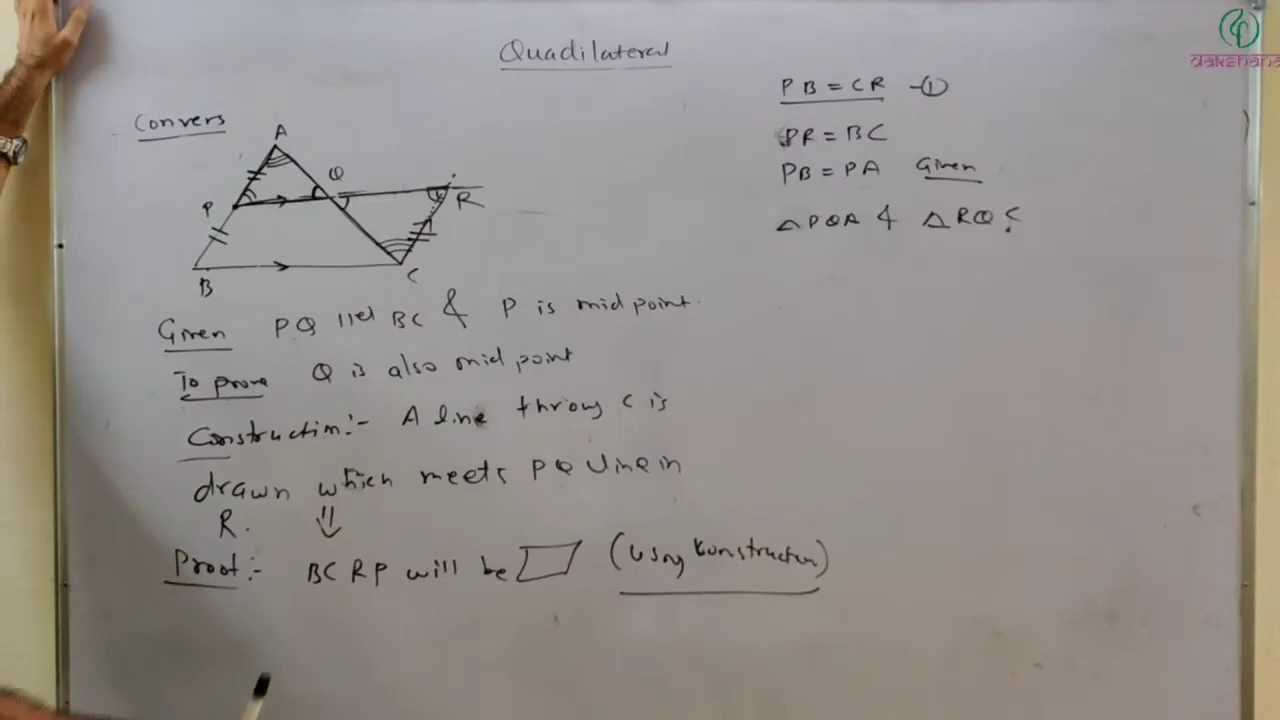 Quadilateral
dakshana
Convers
A
Q
P
R
B
C
PB = CR -①
PR = BC
PB = PA Given
△PQA & △RQC
Given PQ llel BC & P is mid point.
To prove Q is also mid point
Construction:- A line throug C is
drawn which meets PQ line in
R.
Proof:- BCRP will be ▱ (Using Construction)